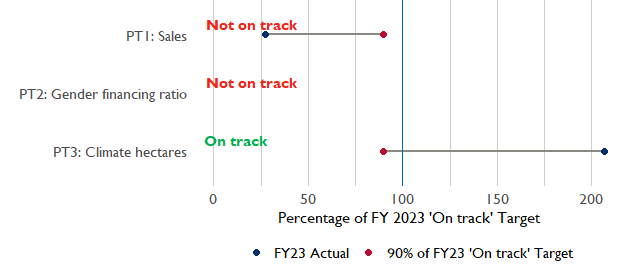 Not on track
PT1: Sales
Not on track
PT2: Gender financing ratio
On track
PT3: Climate hectares
0 50 100 150 200
Percentage of FY 2023 'On track' Target
FY23 Actual 90% of FY23 'On track' Target